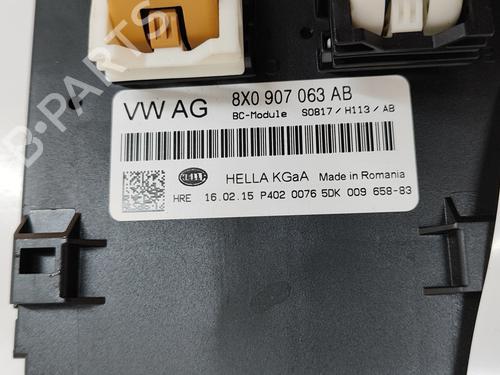 B-PARTS
VW AG 8X0 907 063 AB
BC-Module S0817 / H113 / AB
HELLA
HELLA KGaA Made in Romania
HRE 16.02.15 P402 0076 5DK 009 658-83